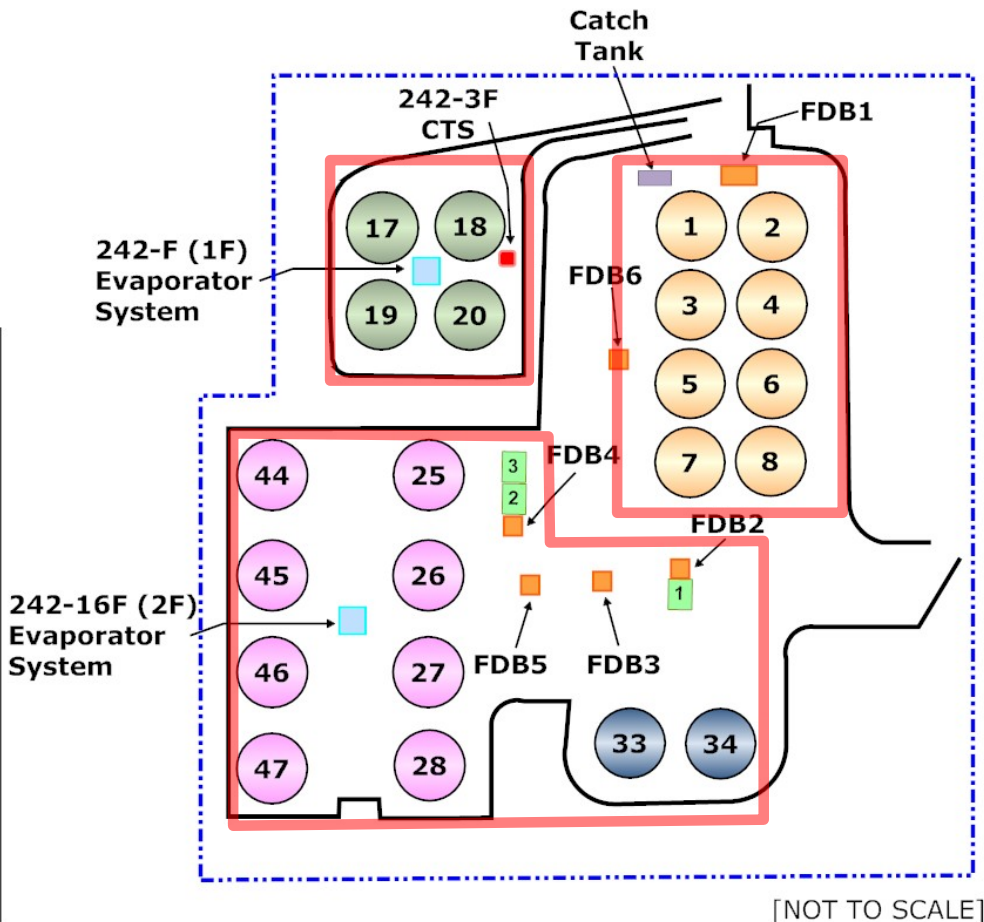 Catch
Tank
242-3F
CTS
FDB1
17
18
1
2
242-F (1F)
Evaporator
System
FDB6
19
20
3
4
5
6
7
8
44
25
3
2
FDB4
FDB2
45
26
1
242-16F (2F)
Evaporator
System
46
27
FDB5
FDB3
47
28
33
34
[NOT TO SCALE]